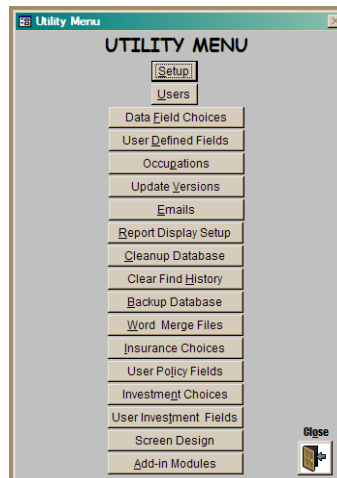 Utility Menu
UTILITY MENU
Setup
Users
Data Field Choices
User Defined Fields
Occupations
Update Versions
Emails
Report Display Setup
Cleanup Database
Clear Find History
Backup Database
Word Merge Files
Insurance Choices
User Policy Fields
Investment Choices
User Investment Fields
Screen Design
Add-in Modules
Close